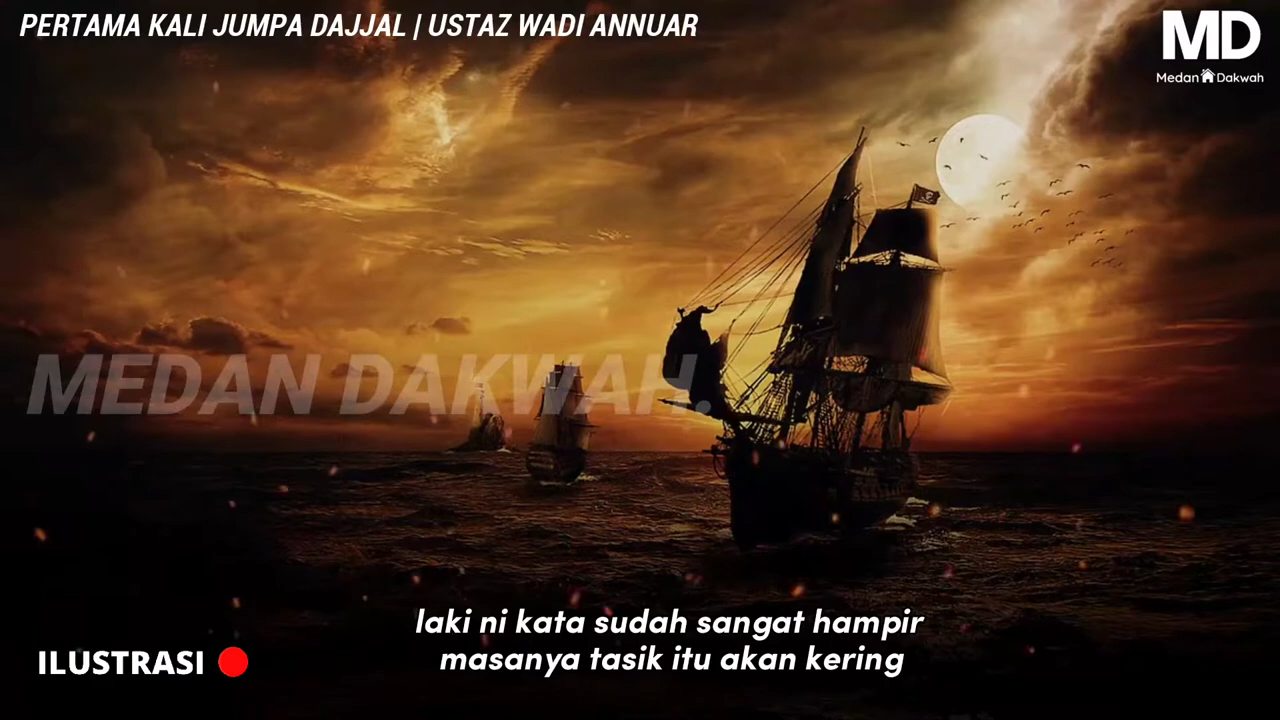 PERTAMA KALI JUMPA DAJJAL | USTAZ WADI ANNUAR
MD
Medan Dakwah
MEDAN DAKWAH.
laki ni kata sudah sangat hampir
masanya tasik itu akan kering
ILUSTRASI